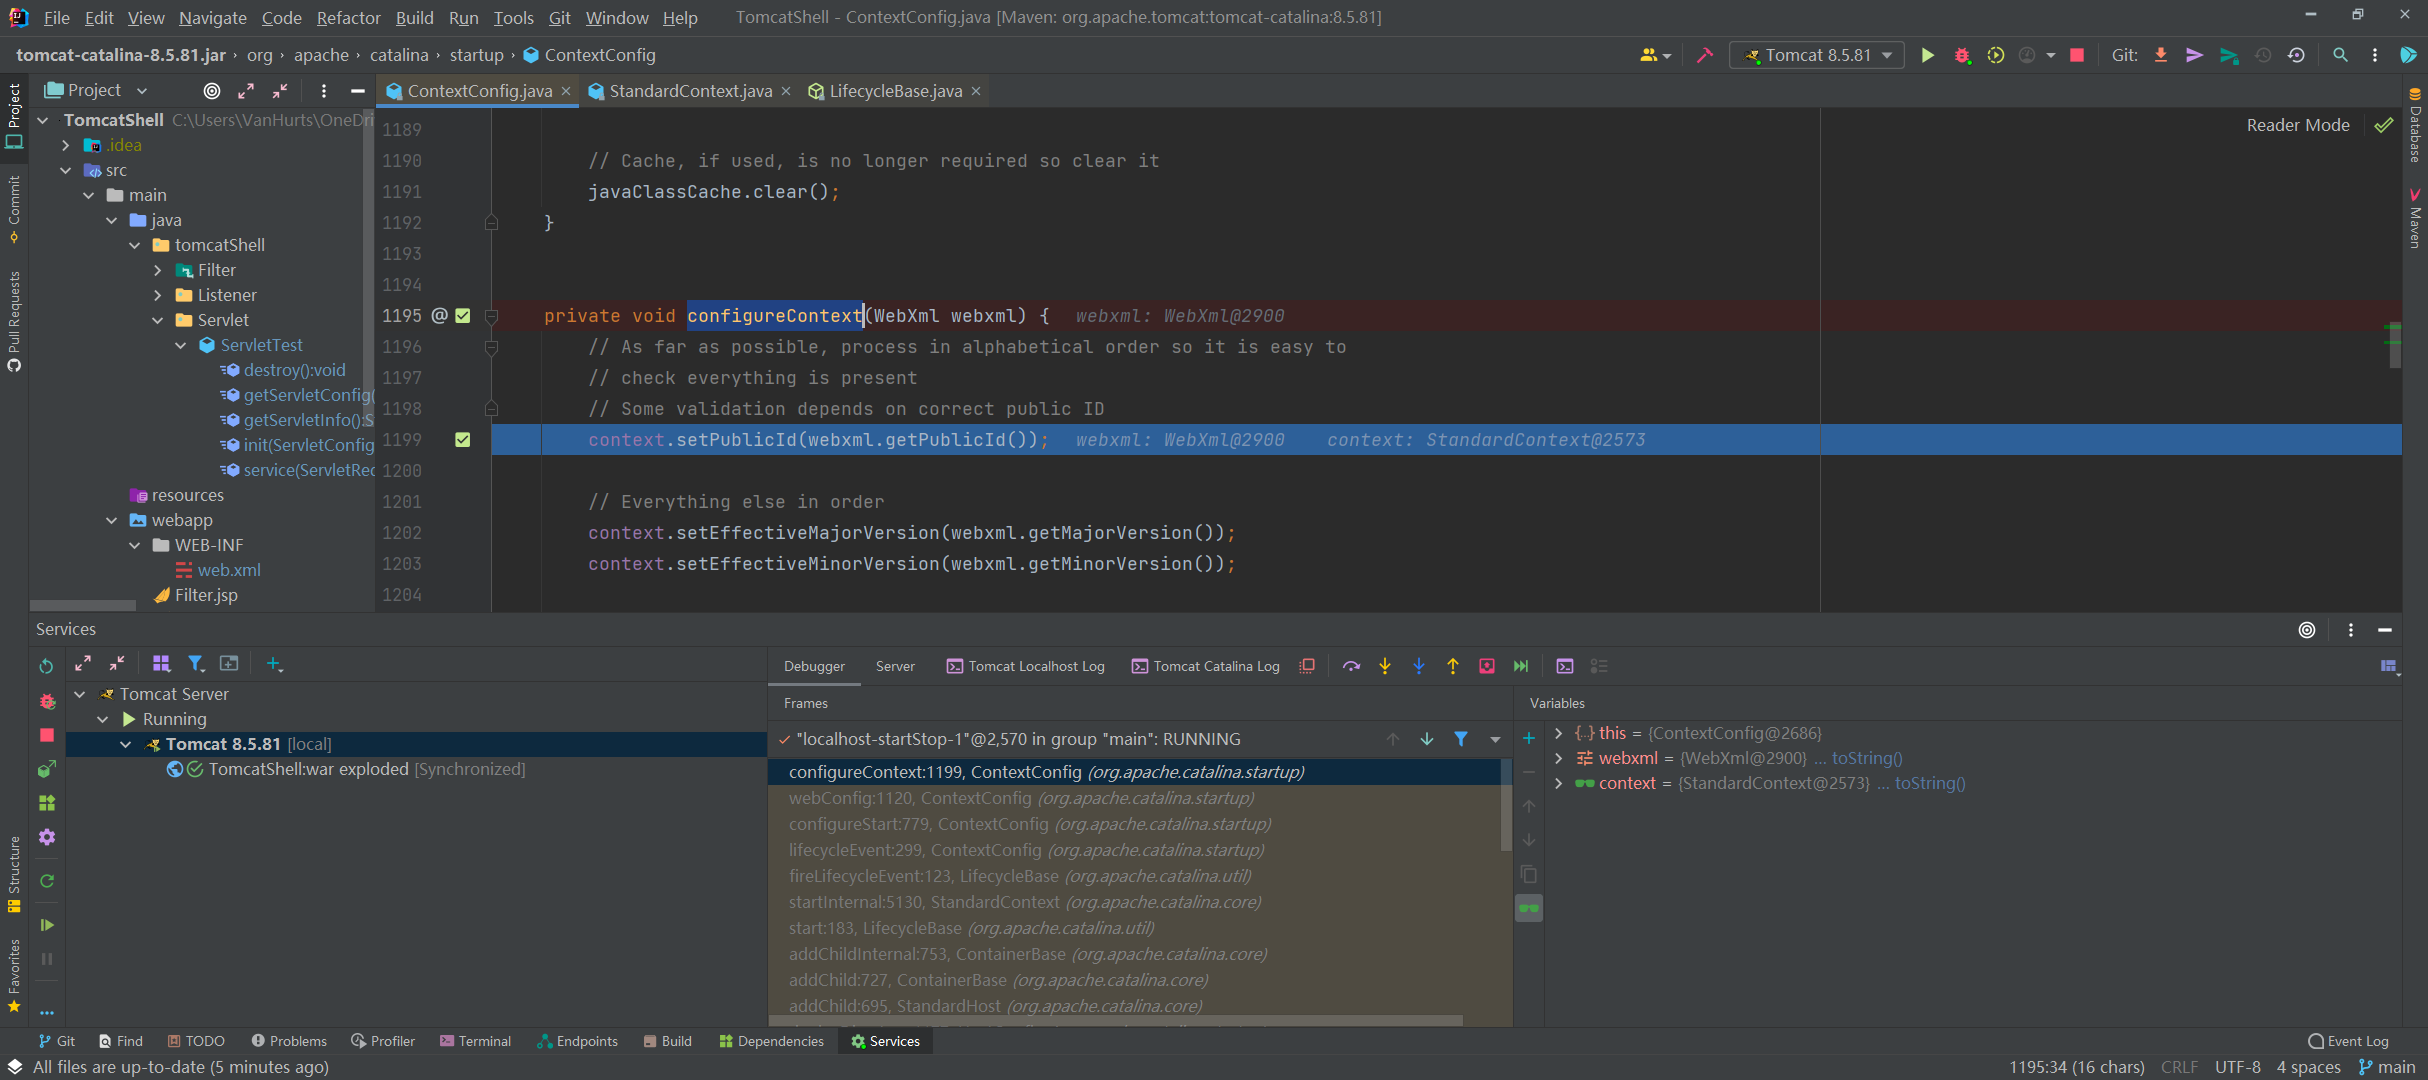 File Edit View Navigate Code Refactor Build Run Tools Git Window Help TomcatShell - ContextConfig.java [Maven: org.apache.tomcat:tomcat-catalina:8.5.81]
tomcat-catalina-8.5.81.jar › org › apache › catalina › startup › ContextConfig
Tomcat 8.5.81
Git:
Project
Commit
Pull Requests
Structure
Favorites
Project
TomcatShell C:\Users\VanHurts\OneDri
.idea
src
main
java
tomcatShell
Filter
Listener
Servlet
ServletTest
destroy():void
getServletConfig(
getServletInfo():S
init(ServletConfig
service(ServletRec
resources
webapp
WEB-INF
web.xml
Filter.jsp
ContextConfig.java StandardContext.java LifecycleBase.java
Reader Mode
1189
1190 // Cache, if used, is no longer required so clear it
1191 javaClassCache.clear();
1192 }
1193
1194
1195 @ private void configureContext(WebXml webxml) { webxml: WebXml@2900
1196 // As far as possible, process in alphabetical order so it is easy to
1197 // check everything is present
1198 // Some validation depends on correct public ID
1199 context.setPublicId(webxml.getPublicId()); webxml: WebXml@2900 context: StandardContext@2573
1200
1201 // Everything else in order
1202 context.setEffectiveMajorVersion(webxml.getMajorVersion());
1203 context.setEffectiveMinorVersion(webxml.getMinorVersion());
1204
Database
Maven
Services
Tomcat Server
Running
Tomcat 8.5.81 [local]
TomcatShell:war exploded [Synchronized]
Debugger Server Tomcat Localhost Log Tomcat Catalina Log
Frames
"localhost-startStop-1"@2,570 in group "main": RUNNING
configureContext:1199, ContextConfig (org.apache.catalina.startup)
webConfig:1120, ContextConfig (org.apache.catalina.startup)
configureStart:779, ContextConfig (org.apache.catalina.startup)
lifecycleEvent:299, ContextConfig (org.apache.catalina.startup)
fireLifecycleEvent:123, LifecycleBase (org.apache.catalina.util)
startInternal:5130, StandardContext (org.apache.catalina.core)
start:183, LifecycleBase (org.apache.catalina.util)
addChildInternal:753, ContainerBase (org.apache.catalina.core)
addChild:727, ContainerBase (org.apache.catalina.core)
addChild:695, StandardHost (org.apache.catalina.core)
Variables
this = {ContextConfig@2686}
webxml = {WebXml@2900} ... toString()
context = {StandardContext@2573} ... toString()
Git Find TODO Problems Profiler Terminal Endpoints Build Dependencies Services Event Log
All files are up-to-date (5 minutes ago) 1195:34 (16 chars) CRLF UTF-8 4 spaces main